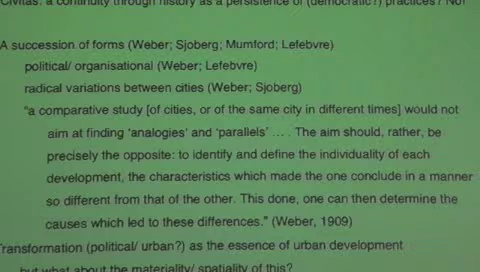 Civitas: a continuity through history as a persistence of (democratic?) practices? Not
A succession of forms (Weber; Sjoberg; Mumford; Lefebvre)
political/ organisational (Weber; Lefebvre)
radical variations between cities (Weber; Sjoberg)
“a comparative study [of cities, or of the same city in different times] would not
aim at finding ‘analogies’ and ‘parallels’ ... . The aim should, rather, be
precisely the opposite: to identify and define the individuality of each
development, the characteristics which made the one conclude in a manner
so different from that of the other. This done, one can then determine the
causes which led to these differences.” (Weber, 1909)
Transformation (political/ urban?) as the essence of urban development
but what about the materiality/ spatiality of this?